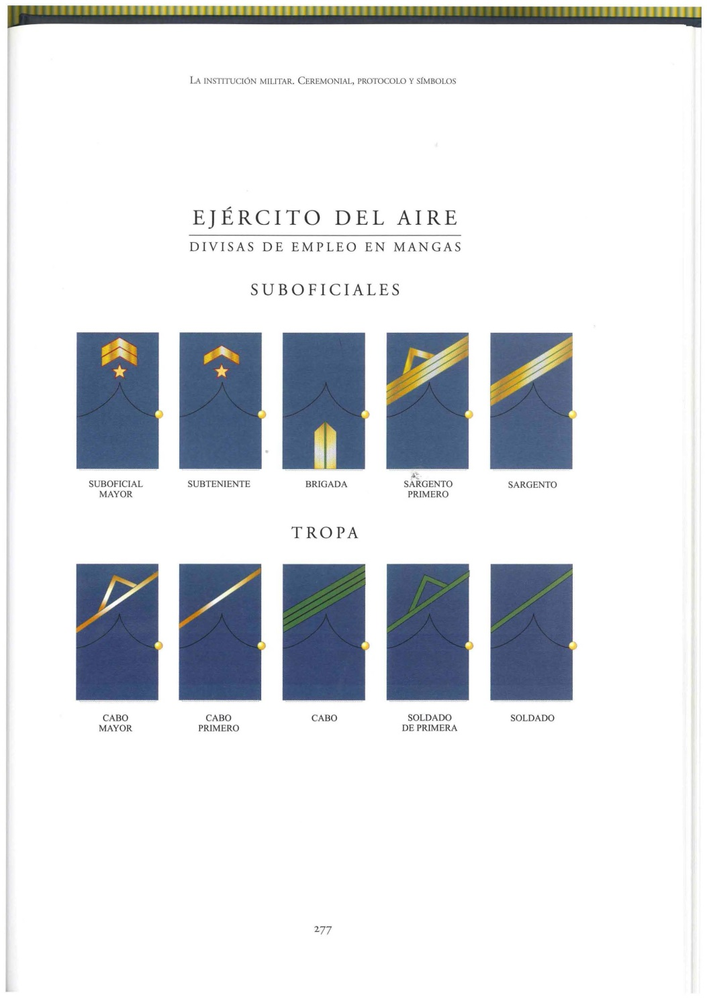 LA INSTITUCIÓN MILITAR. CEREMONIAL, PROTOCOLO Y SÍMBOLOS
EJÉRCITO DEL AIRE
DIVISAS DE EMPLEO EN MANGAS
SUBOFICIALES
SUBOFICIAL MAYOR
SUBTENIENTE
BRIGADA
SARGENTO PRIMERO
SARGENTO
TROPA
CABO MAYOR
CABO PRIMERO
CABO
SOLDADO DE PRIMERA
SOLDADO
277